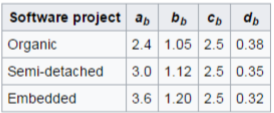 Software project a_b b_b c_b d_b
Organic 2.4 1.05 2.5 0.38
Semi-detached 3.0 1.12 2.5 0.35
Embedded 3.6 1.20 2.5 0.32